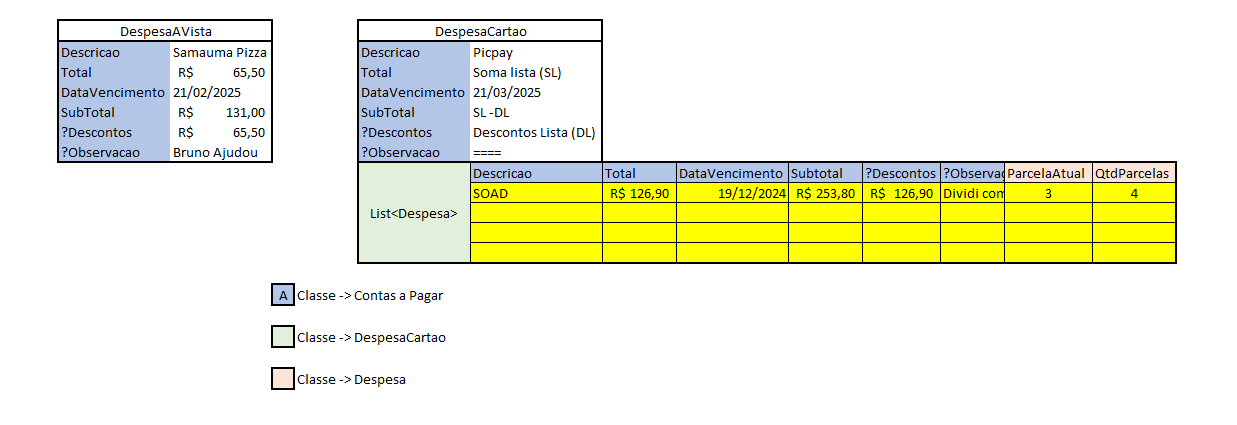 DespesaAVista
Descricao Samauma Pizza
Total R$ 65,50
DataVencimento 21/02/2025
SubTotal R$ 131,00
?Descontos R$ 65,50
?Observacao Bruno Ajudou
DespesaCartao
Descricao Picpay
Total Soma lista (SL)
DataVencimento 21/03/2025
SubTotal SL -DL
?Descontos Descontos Lista (DL)
?Observacao ====
List<Despesa>
Descricao Total DataVencimento Subtotal ?Descontos ?Observaç ParcelaAtual QtdParcelas
SOAD R$ 126,90 19/12/2024 R$ 253,80 R$ 126,90 Dividi com 3 4
A Classe -> Contas a Pagar
Classe -> DespesaCartao
Classe -> Despesa